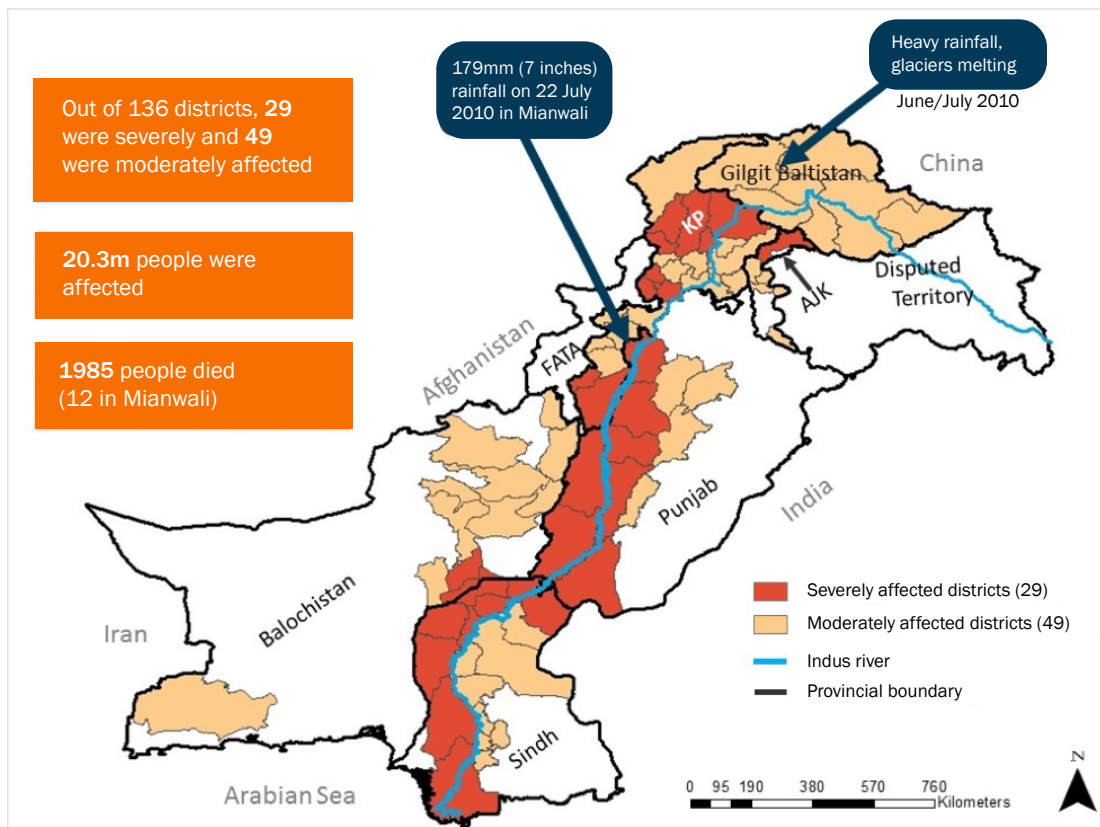 Out of 136 districts, 29
were severely and 49
were moderately affected
20.3m people were
affected
1985 people died
(12 in Mianwali)
179mm (7 inches)
rainfall on 22 July
2010 in Mianwali
Heavy rainfall,
glaciers melting
June/July 2010
China
Gilgit Baltistan
KP
Disputed
Territory
AJK
Afghanistan
FATA
Punjab
India
Balochistan
Iran
Sindh
Arabian Sea
Severely affected districts (29)
Moderately affected districts (49)
Indus river
Provincial boundary
N
0 95 190 380 570 760
Kilometers